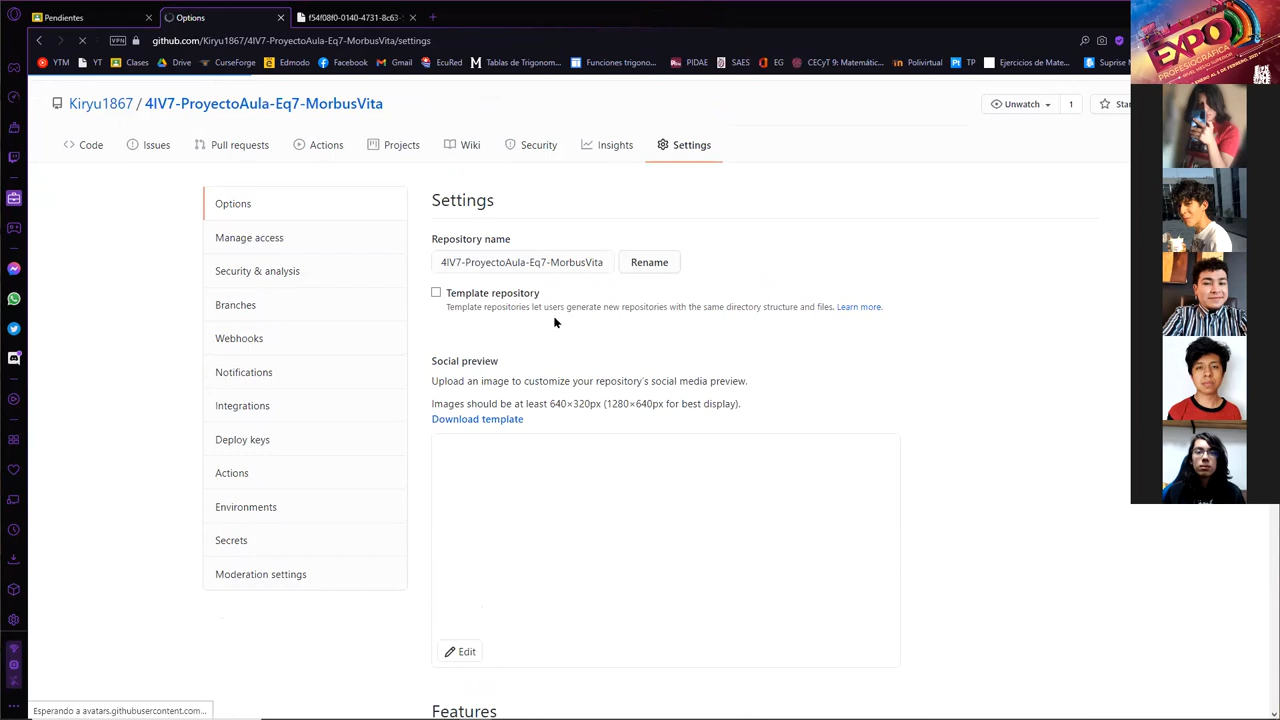 Pendientes
Options
f54f08f0-0140-4731-8c63-
VPN
github.com/Kiryu1867/4IV7-ProyectoAula-Eq7-MorbusVita/settings
YTM
YT
Clases
Drive
CurseForge
Edmodo
Facebook
Gmail
EcuRed
Tablas de Trigonom...
Funciones trigono...
PIDAE
SAES
EG
CECyT 9: Matemátic...
Polivirtual
TP
Ejercicios de Mate...
Suprise M
EXPO
PROFESIOGRÁFICA
Kiryu1867 / 4IV7-ProyectoAula-Eq7-MorbusVita
Unwatch
1
Star
Code
Issues
Pull requests
Actions
Projects
Wiki
Security
Insights
Settings
Options
Manage access
Security & analysis
Branches
Webhooks
Notifications
Integrations
Deploy keys
Actions
Environments
Secrets
Moderation settings
Settings
Repository name
4IV7-ProyectoAula-Eq7-MorbusVita
Rename
Template repository
Template repositories let users generate new repositories with the same directory structure and files. Learn more.
Social preview
Upload an image to customize your repository's social media preview.
Images should be at least 640×320px (1280×640px for best display).
Download template
Edit
Features
Esperando a avatars.githubusercontent.com...